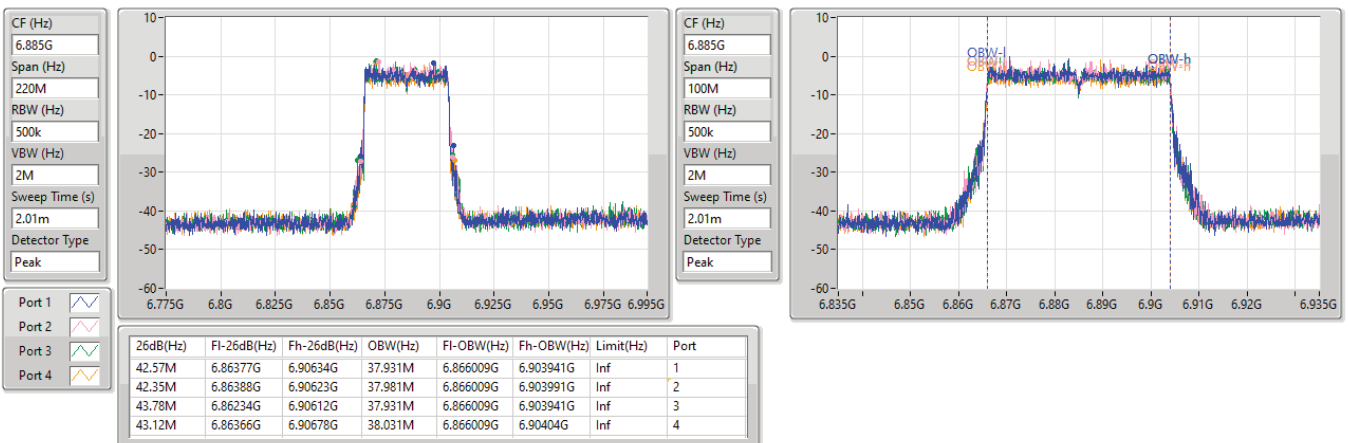 CF (Hz)
6.885G
Span (Hz)
220M
RBW (Hz)
500k
VBW (Hz)
2M
Sweep Time (s)
2.01m
Detector Type
Peak
10
0
-10
-20
-30
-40
-50
-60
6.775G 6.8G 6.825G 6.85G 6.875G 6.9G 6.925G 6.95G 6.975G 6.995G
CF (Hz)
6.885G
Span (Hz)
100M
RBW (Hz)
500k
VBW (Hz)
2M
Sweep Time (s)
2.01m
Detector Type
Peak
10
0
-10
-20
-30
-40
-50
-60
OBW-l
OBW-h
6.835G 6.85G 6.86G 6.87G 6.88G 6.89G 6.9G 6.91G 6.92G 6.935G
Port 1
Port 2
Port 3
Port 4
26dB(Hz) Fl-26dB(Hz) Fh-26dB(Hz) OBW(Hz) Fl-OBW(Hz) Fh-OBW(Hz) Limit(Hz) Port
42.57M 6.86377G 6.90634G 37.931M 6.866009G 6.903941G Inf 1
42.35M 6.86388G 6.90623G 37.981M 6.866009G 6.903991G Inf 2
43.78M 6.86234G 6.90612G 37.931M 6.866009G 6.903941G Inf 3
43.12M 6.86366G 6.90678G 38.031M 6.866009G 6.90404G Inf 4